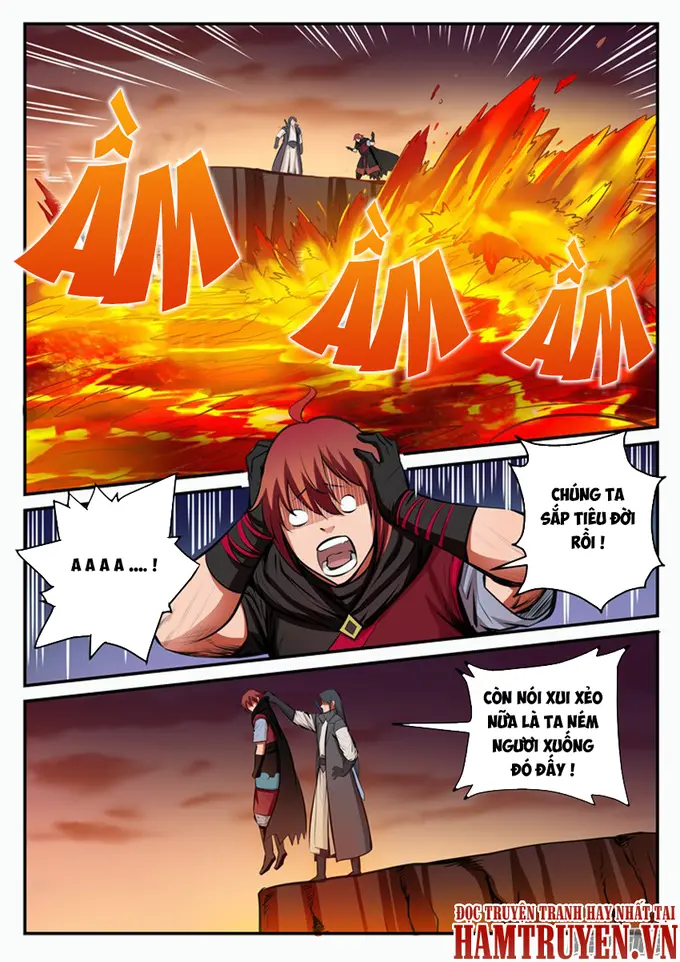 ẦM
ẦM
ẦM
CHÚNG TA
SẮP TIÊU ĐỜI
RỒI !
A A A A .... !
CÒN NÓI XUI XẺO
NỮA LÀ TA NÉM
NGƯƠI XUỐNG
ĐÓ ĐẤY !
ĐỌC TRUYỆN TRANH HAY NHẤT TẠI
HAMTRUYEN.VN